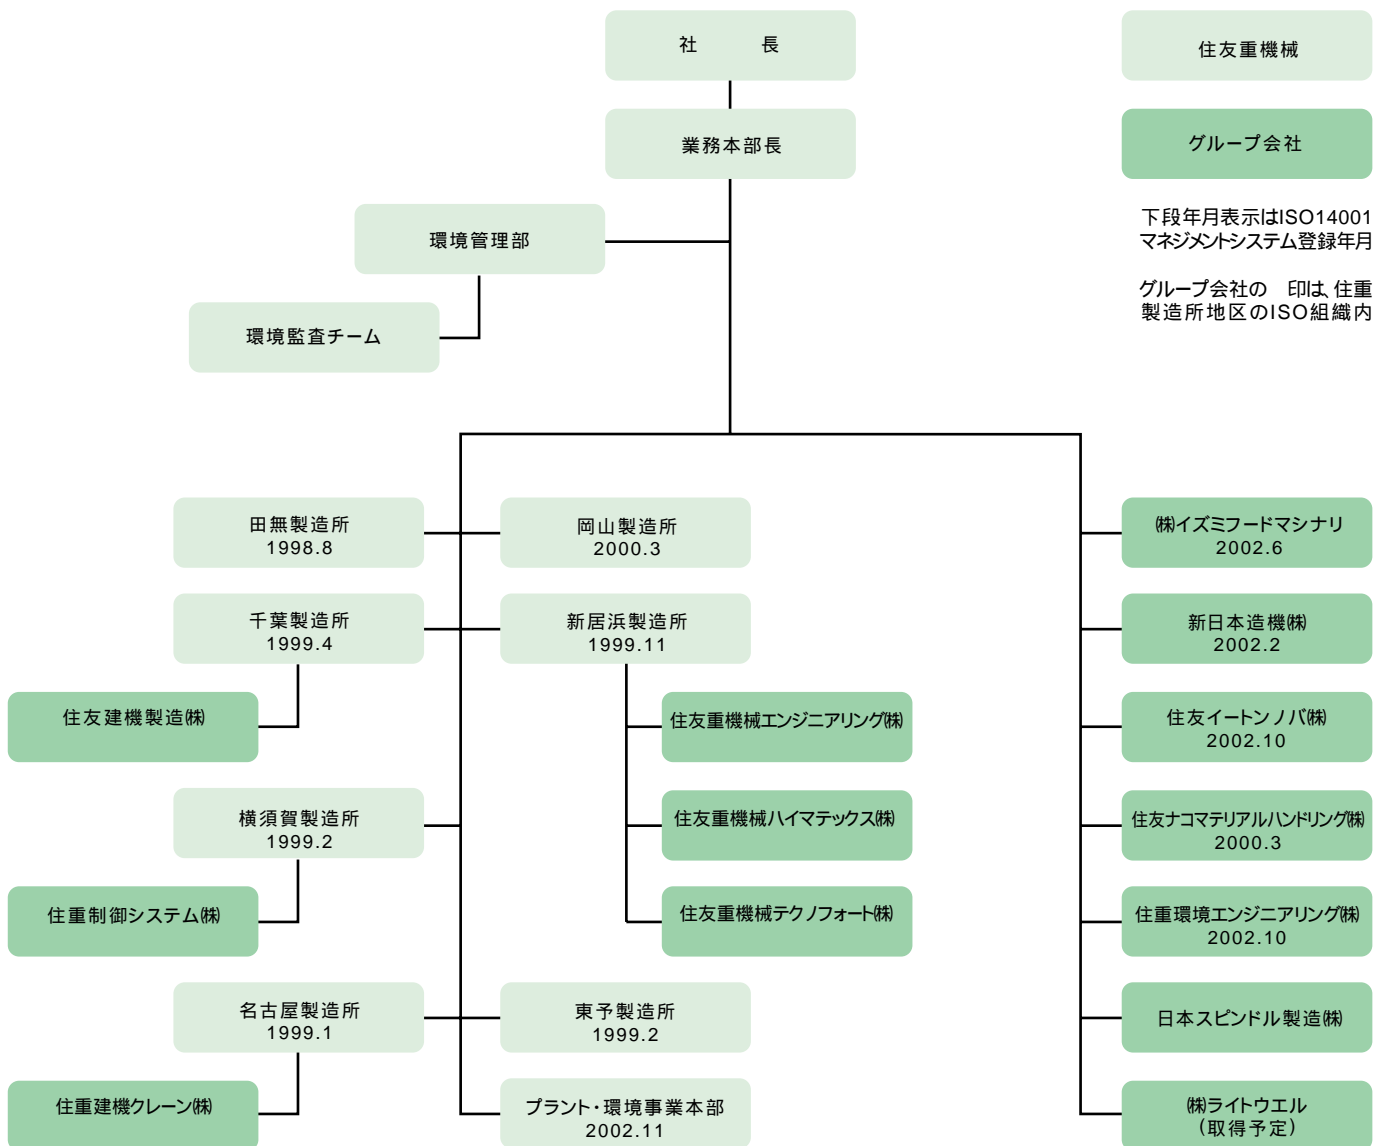 社　　長
業務本部長
環境管理部
環境監査チーム
住友重機械
グループ会社
下段年月表示はISO14001
マネジメントシステム登録年月
グループ会社の　印は、住重
製造所地区のISO組織内
田無製造所
1998.8
岡山製造所
2000.3
千葉製造所
1999.4
新居浜製造所
1999.11
住友建機製造㈱
住友重機械エンジニアリング㈱
横須賀製造所
1999.2
住友重機械ハイマテックス㈱
住重制御システム㈱
住友重機械テクノフォート㈱
名古屋製造所
1999.1
東予製造所
1999.2
住重建機クレーン㈱
プラント・環境事業本部
2002.11
㈱イズミフードマシナリ
2002.6
新日本造機㈱
2002.2
住友イートンノバ㈱
2002.10
住友ナコマテリアルハンドリング㈱
2000.3
住重環境エンジニアリング㈱
2002.10
日本スピンドル製造㈱
㈱ライトウエル
（取得予定）